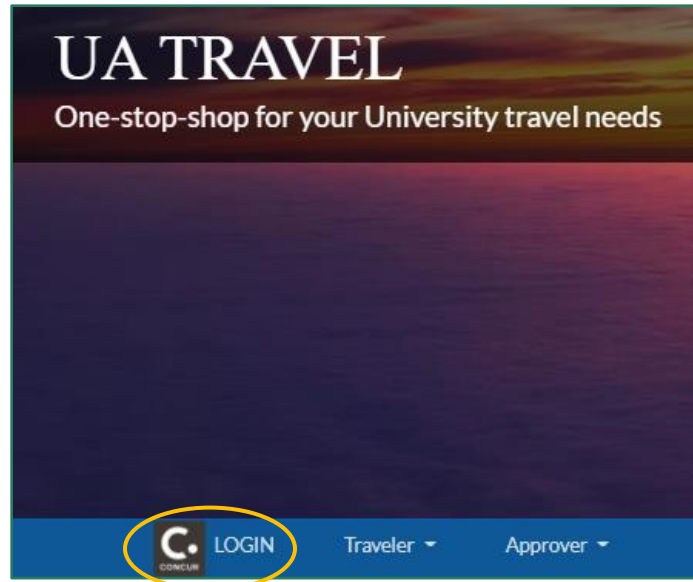 UA TRAVEL
One-stop-shop for your University travel needs
C. CONCUR LOGIN Traveler Approver